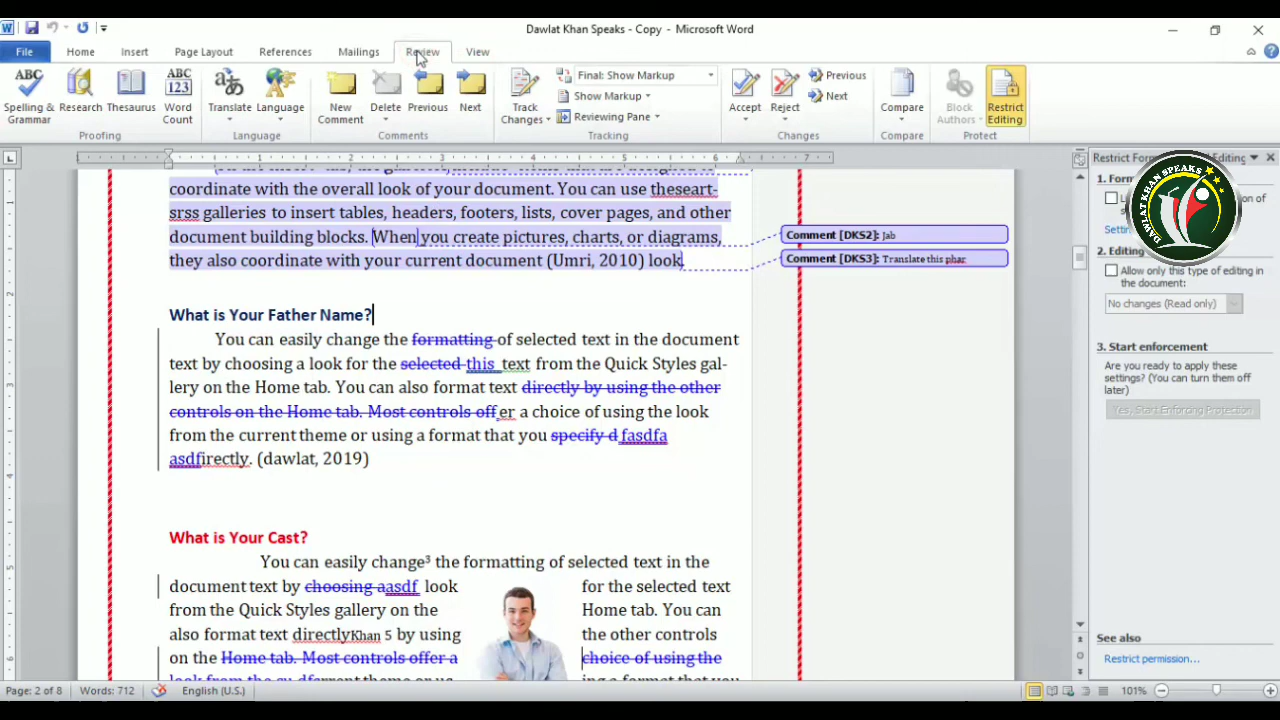 Dawlat Khan Speaks - Copy - Microsoft Word
File Home Insert Page Layout References Mailings Review View
Spelling & Grammar
Research
Thesaurus
Word Count
Proofing
Translate
Language
Language
New Comment
Delete
Previous
Next
Comments
Track Changes
Final: Show Markup
Show Markup
Reviewing Pane
Tracking
Accept
Reject
Previous
Next
Changes
Compare
Compare
Block Authors
Restrict Editing
Protect
coordinate with the overall look of your document. You can use theseart-
srss galleries to insert tables, headers, footers, lists, cover pages, and other
document building blocks. When you create pictures, charts, or diagrams,
they also coordinate with your current document (Umri, 2010) look.
Comment [DKS2]: Jab
Comment [DKS3]: Translate this phar
What is Your Father Name?
You can easily change the formatting of selected text in the document
text by choosing a look for the selected this text from the Quick Styles gal-
lery on the Home tab. You can also format text directly by using the other
controls on the Home tab. Most controls offer a choice of using the look
from the current theme or using a format that you specify d fasdfa
asdfirectly. (dawlat, 2019)
What is Your Cast?
You can easily change³ the formatting of selected text in the
document text by choosing aasdf look for the selected text
from the Quick Styles gallery on the Home tab. You can
also format text directlyKhan 5 by using the other controls
on the Home tab. Most controls offer a choice of using the
Restrict Editing
1.
2. Editing
Allow only this type of editing in the document:
No changes (Read only)
3. Start enforcement
Are you ready to apply these settings? (You can turn them off later)
Yes, Start Enforcing Protection
See also
Restrict permission...
DAWLAT KHAN SPEAKS
Page: 2 of 8 Words: 712 English (U.S.) 101%